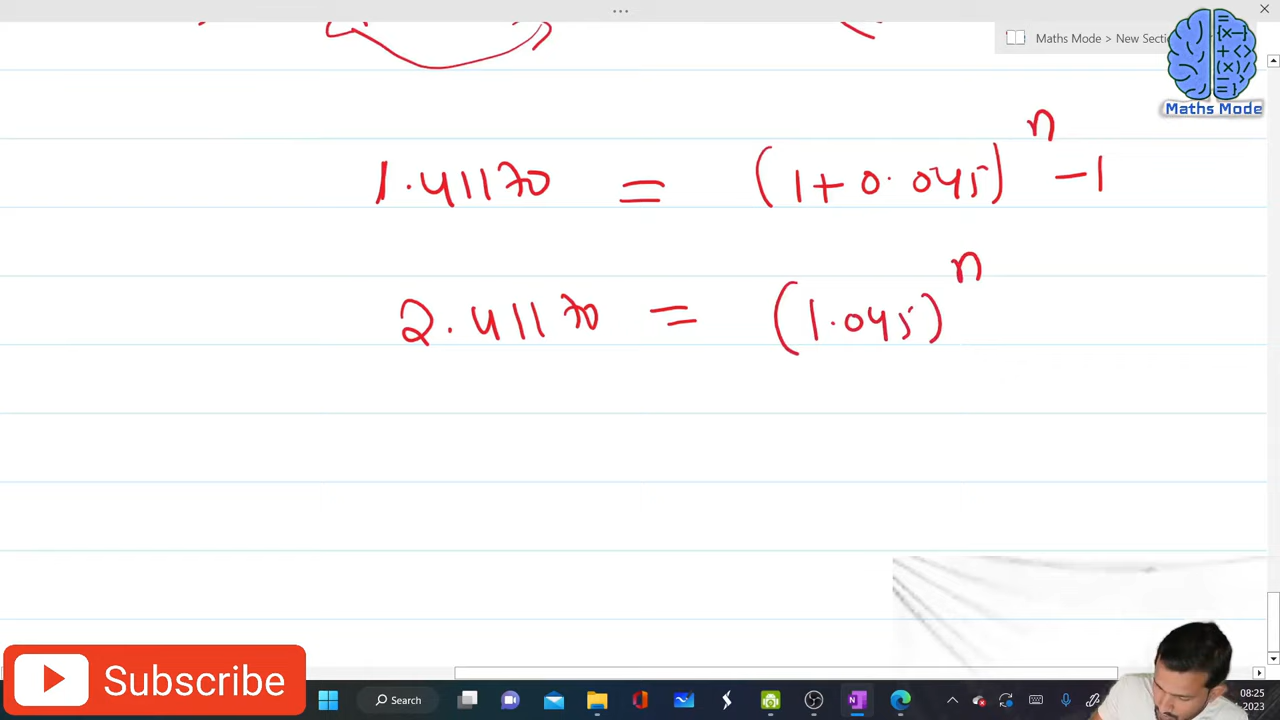 Maths Mode > New Secti
Maths Mode
1.41170 = (1+0.045)^n -1
2.41170 = (1.045)^n
Subscribe
Search
08:25
1-2023